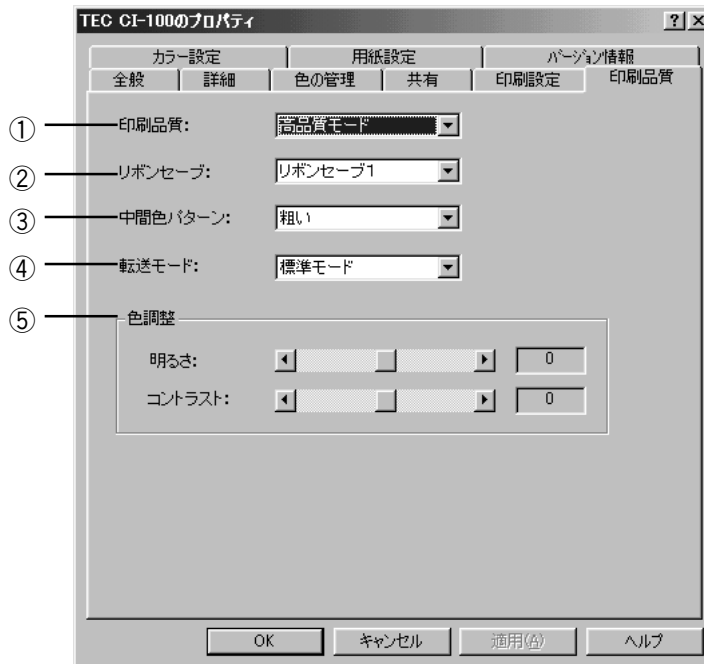 TEC CI-100のプロパティ
カラー設定 用紙設定 バージョン情報
全般 詳細 色の管理 共有 印刷設定 印刷品質
① 印刷品質: 高品質モード
② リボンセーブ: リボンセーブ1
③ 中間色パターン: 粗い
④ 転送モード: 標準モード
⑤ 色調整
明るさ: 0
コントラスト: 0
OK キャンセル 適用(A) ヘルプ